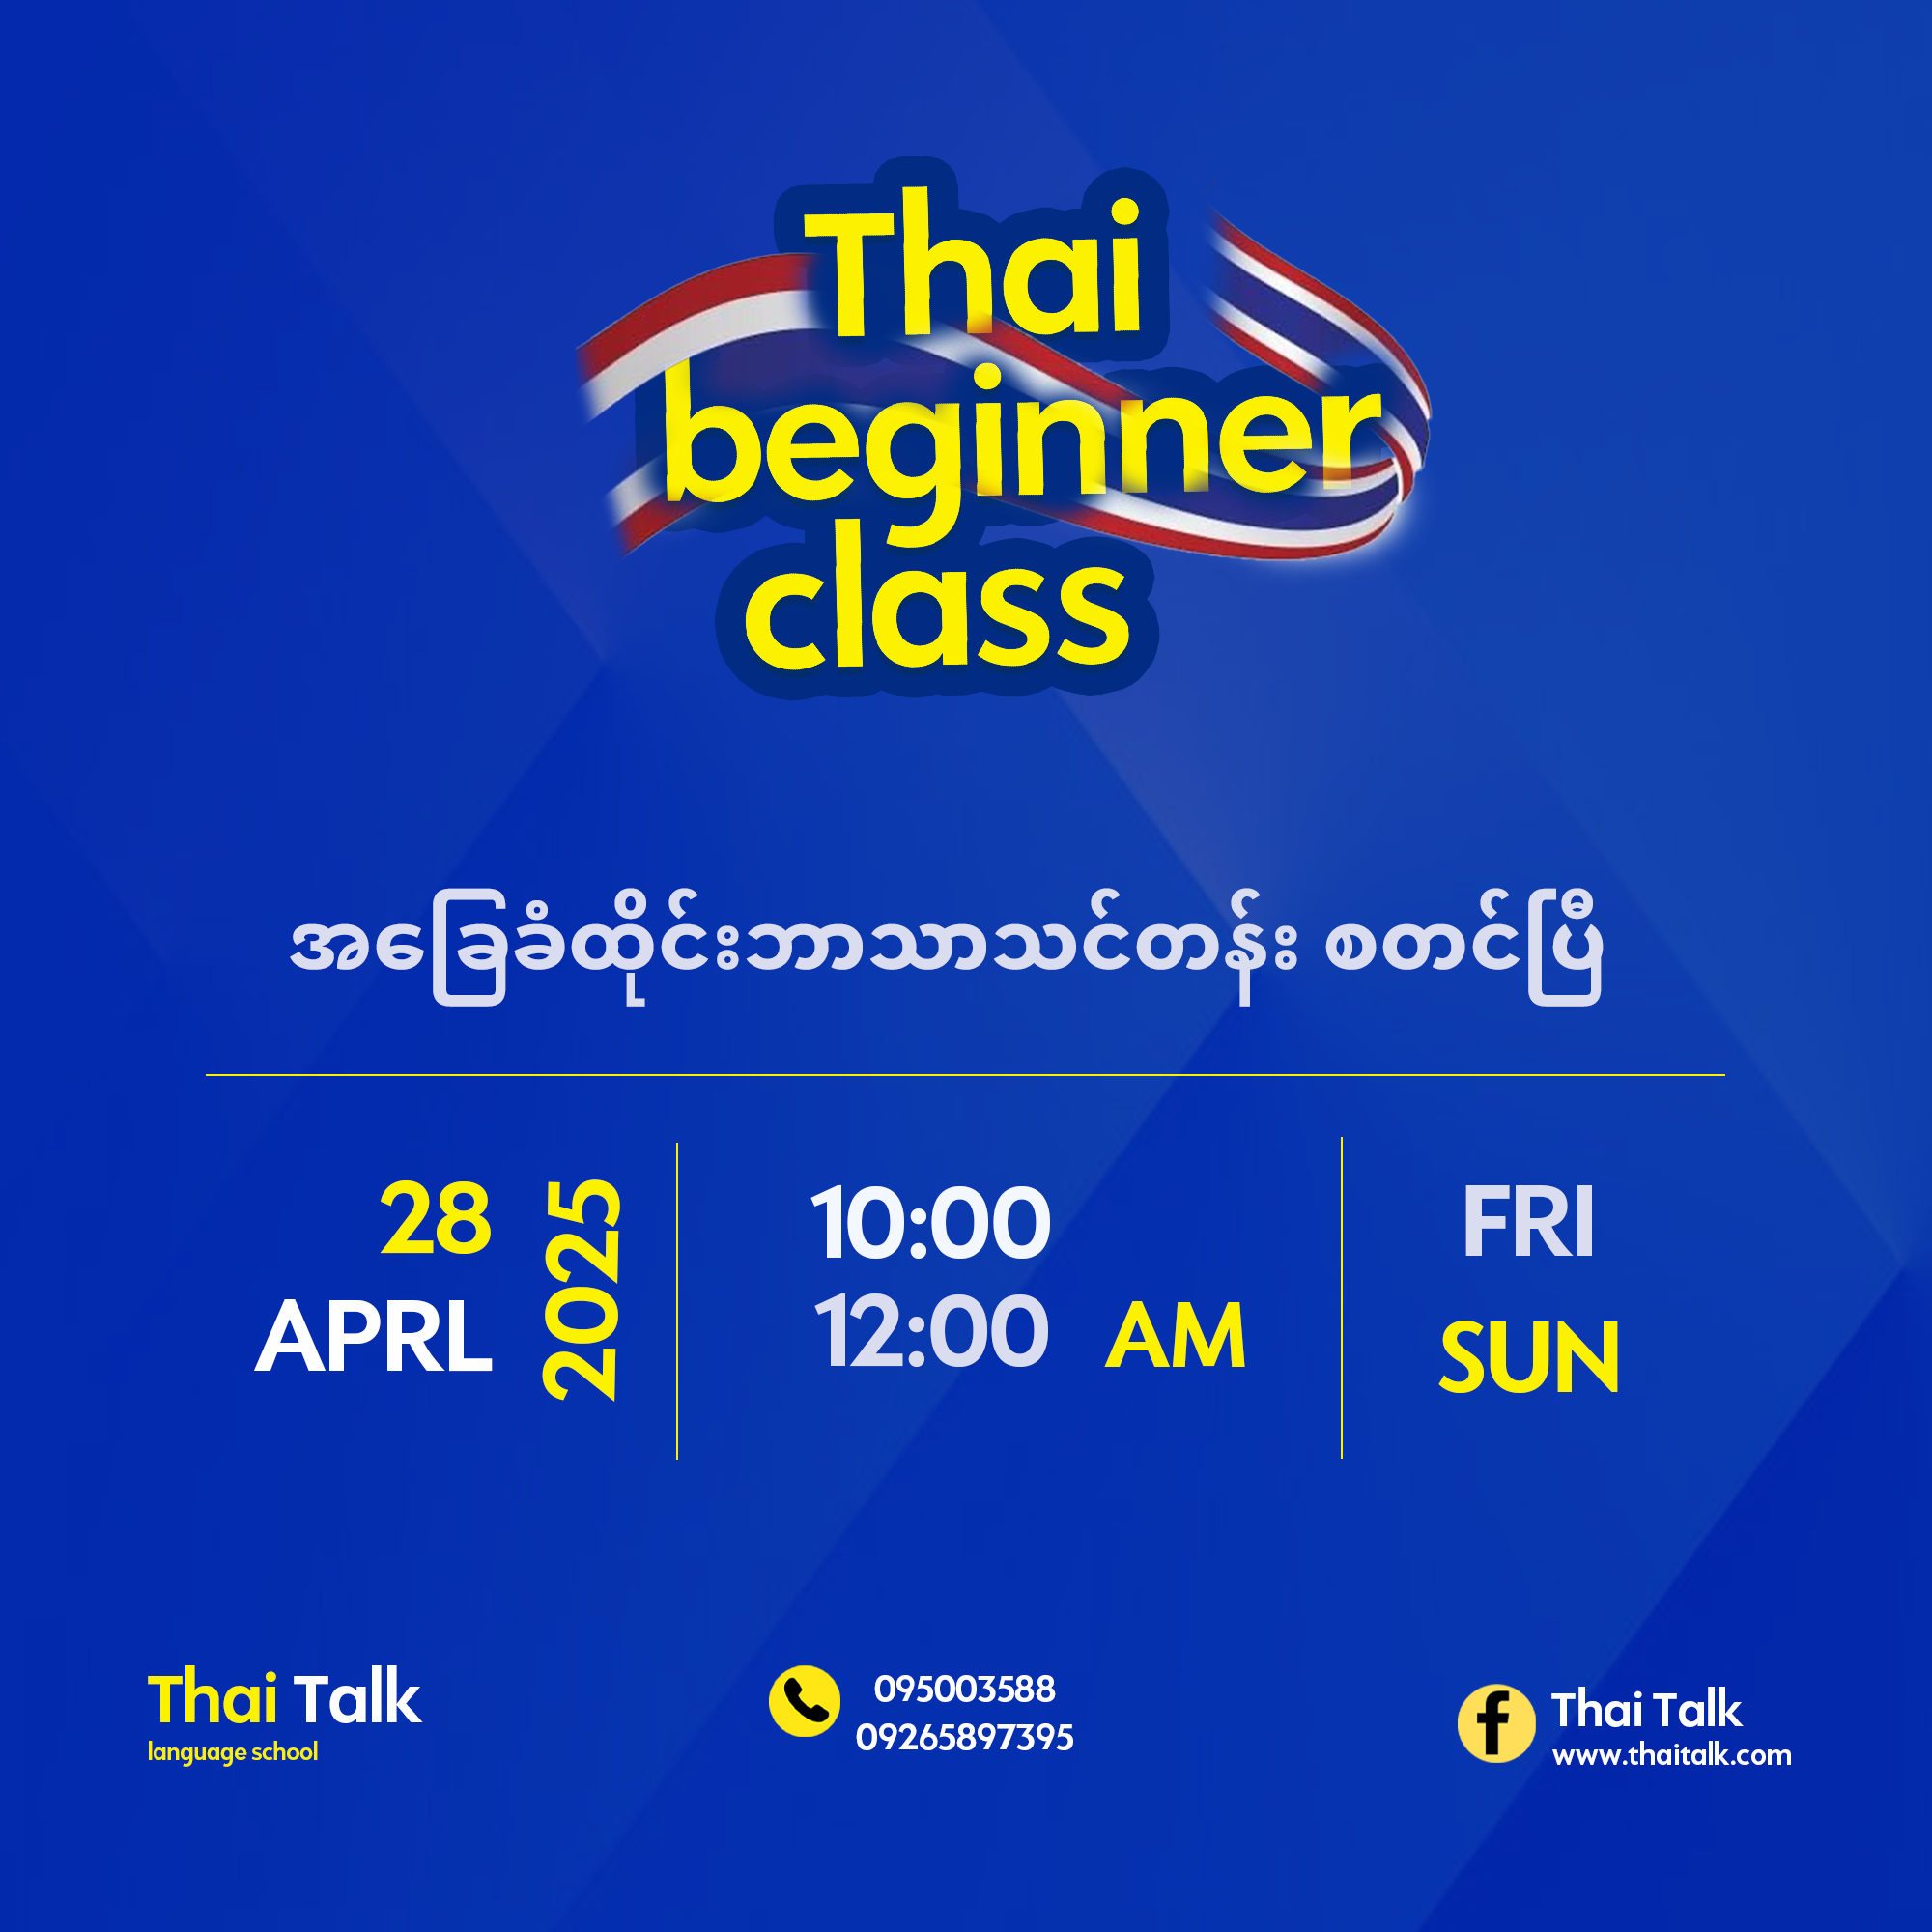 Thai
beginner
class
အခြေခံထိုင်းဘာသာသင်တန်း စတင်ပြီ
28
APRL
2025
10:00
12:00 AM
FRI
SUN
Thai Talk
language school
095003588
09265897395
Thai Talk
www.thaitalk.com